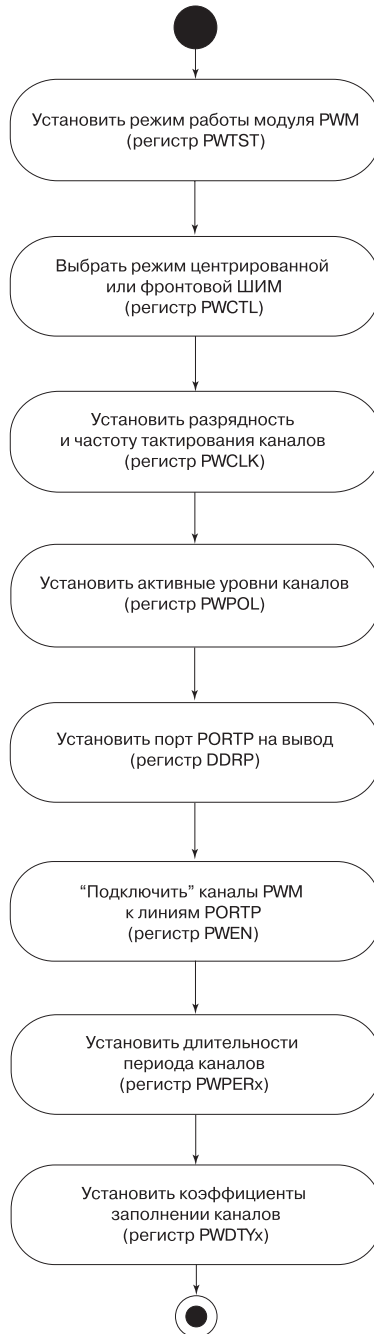 Установить режим работы модуля PWM
(регистр PWTST)
Выбрать режим центрированной
или фронтовой ШИМ
(регистр PWCTL)
Установить разрядность
и частоту тактирования каналов
(регистр PWCLK)
Установить активные уровни каналов
(регистр PWPOL)
Установить порт PORTP на вывод
(регистр DDRP)
“Подключить” каналы PWM
к линиям PORTP
(регистр PWEN)
Установить длительности
периода каналов
(регистр PWPERx)
Установить коэффициенты
заполнении каналов
(регистр PWDTYx)